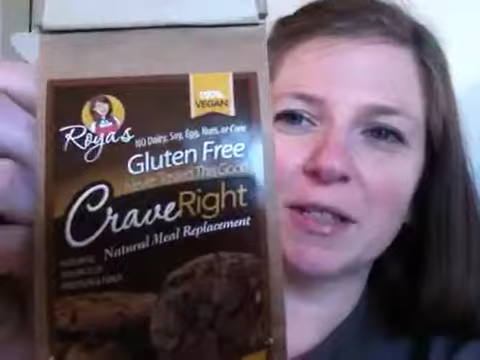 100%
VEGAN
Roya's
NO Dairy, Soy, Egg, Nuts, or Corn
Gluten Free
Never Tasted This Good
CraveRight
Natural Meal Replacement